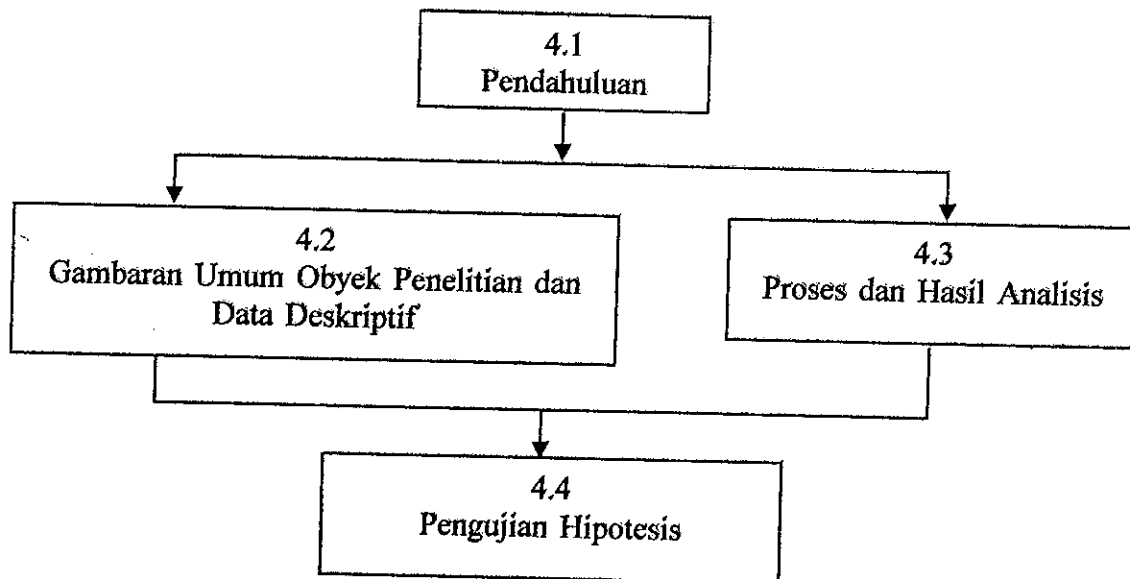 4.1
Pendahuluan
4.2
Gambaran Umum Obyek Penelitian dan
Data Deskriptif
4.3
Proses dan Hasil Analisis
4.4
Pengujian Hipotesis